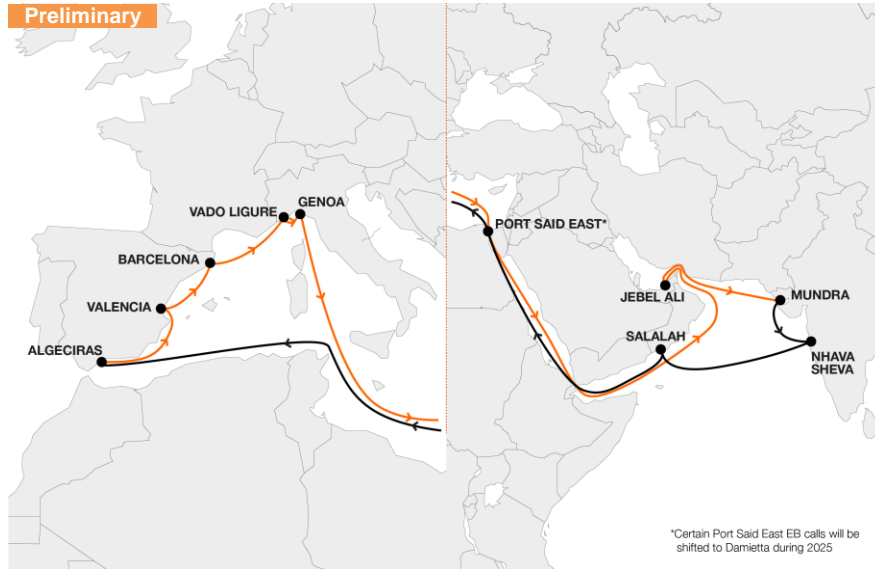 Preliminary
GENOA
VADO LIGURE
BARCELONA
VALENCIA
ALGECIRAS
PORT SAID EAST*
JEBEL ALI
MUNDRA
SALALAH
NHAVA
SHEVA
*Certain Port Said East EB calls will be
shifted to Damietta during 2025